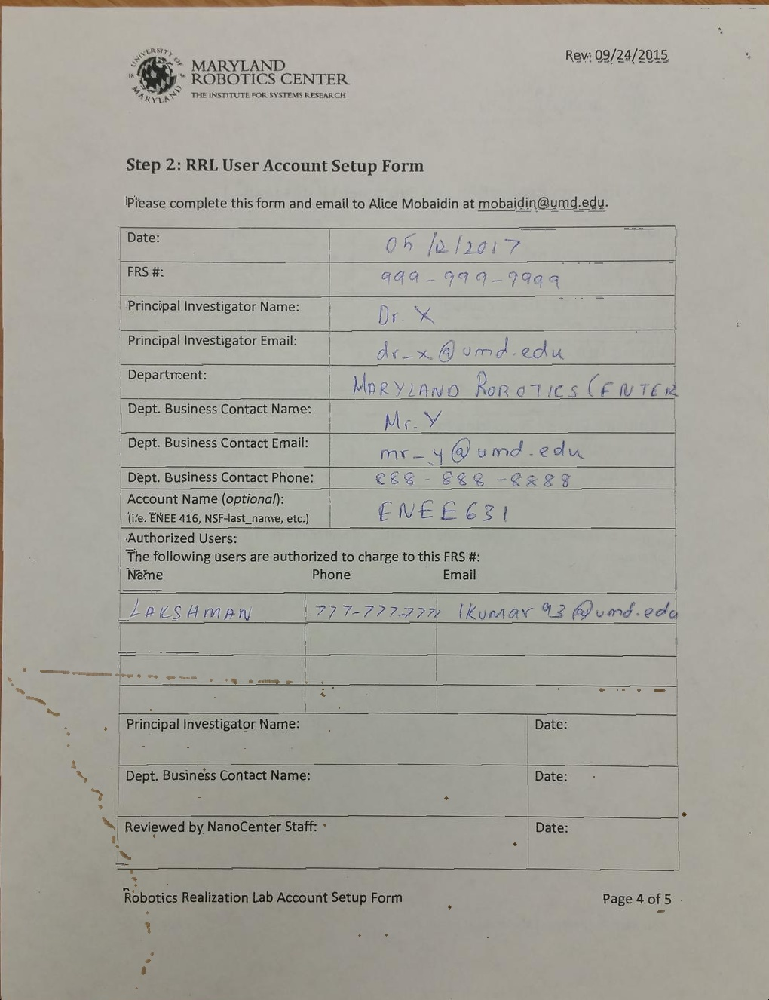 UNIVERSITY OF
18 56
MARYLAND
MARYLAND
ROBOTICS CENTER
THE INSTITUTE FOR SYSTEMS RESEARCH
Rev: 09/24/2015
Step 2: RRL User Account Setup Form
Please complete this form and email to Alice Mobaidin at mobaidin@umd.edu.
Date: 05/12/2017
FRS #: 999-999-9999
Principal Investigator Name: Dr. X
Principal Investigator Email: dr_x@umd.edu
Department: MARYLAND ROBOTICS CENTER
Dept. Business Contact Name: Mr. Y
Dept. Business Contact Email: mr_y@umd.edu
Dept. Business Contact Phone: 888-888-8888
Account Name (optional): ENEE631
(i.e. ENEE 416, NSF-last_name, etc.)
Authorized Users:
The following users are authorized to charge to this FRS #:
Name Phone Email
LAKSHMAN 777-777-777 lkumar93@umd.edu
Principal Investigator Name: Date:
Dept. Business Contact Name: Date:
Reviewed by NanoCenter Staff: Date:
Robotics Realization Lab Account Setup Form Page 4 of 5